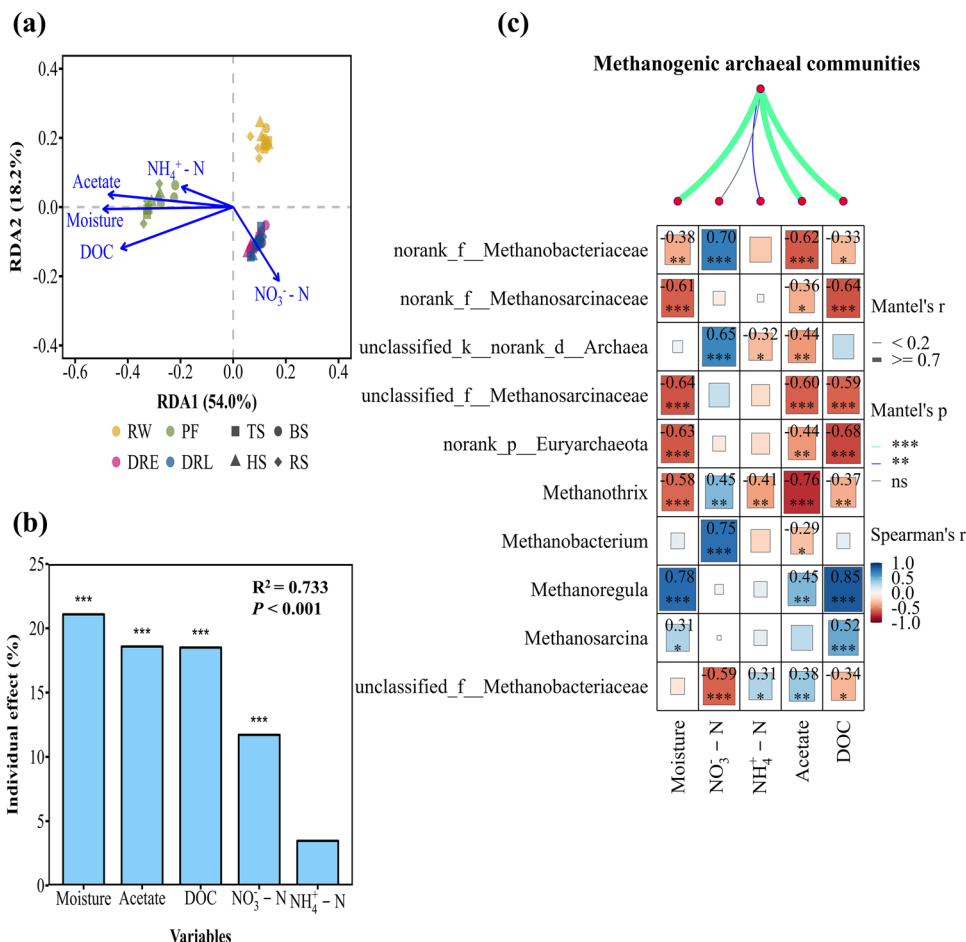 (a)
RDA2 (18.2%)
0.4
0.2
0.0
-0.2
-0.4
NH₄⁺ - N
Acetate
Moisture
DOC
NO₃⁻ - N
-0.6 -0.4 -0.2 0.0 0.2 0.4
RDA1 (54.0%)
RW PF TS BS
DRE DRL HS RS
(b)
Individual effect (%)
25
20
15
10
5
0
R² = 0.733
P < 0.001
*** *** *** ***
Moisture Acetate DOC NO₃⁻ – N NH₄⁺ – N
Variables
(c)
Methanogenic archaeal communities
norank_f__Methanobacteriaceae -0.38 0.70 -0.62 -0.33
** *** *** *
norank_f__Methanosarcinaceae -0.61 -0.36 -0.64
*** * ***
unclassified_k__norank_d__Archaea 0.65 -0.32 -0.44
*** * **
unclassified_f__Methanosarcinaceae -0.64 -0.60 -0.59
*** *** ***
norank_p__Euryarchaeota -0.63 -0.44 -0.68
*** ** ***
Methanothrix -0.58 0.45 -0.41 -0.76 -0.37
*** ** ** *** **
Methanobacterium 0.75 -0.29
*** *
Methanoregula 0.78 0.45 0.85
*** ** ***
Methanosarcina 0.31 0.52
* ***
unclassified_f__Methanobacteriaceae -0.59 0.31 0.38 -0.34
*** * ** *
Moisture
NO₃⁻ – N
NH₄⁺ – N
Acetate
DOC
Mantel's r
< 0.2
>= 0.7
Mantel's p
***
**
ns
Spearman's r
1.0
0.5
0.0
-0.5
-1.0